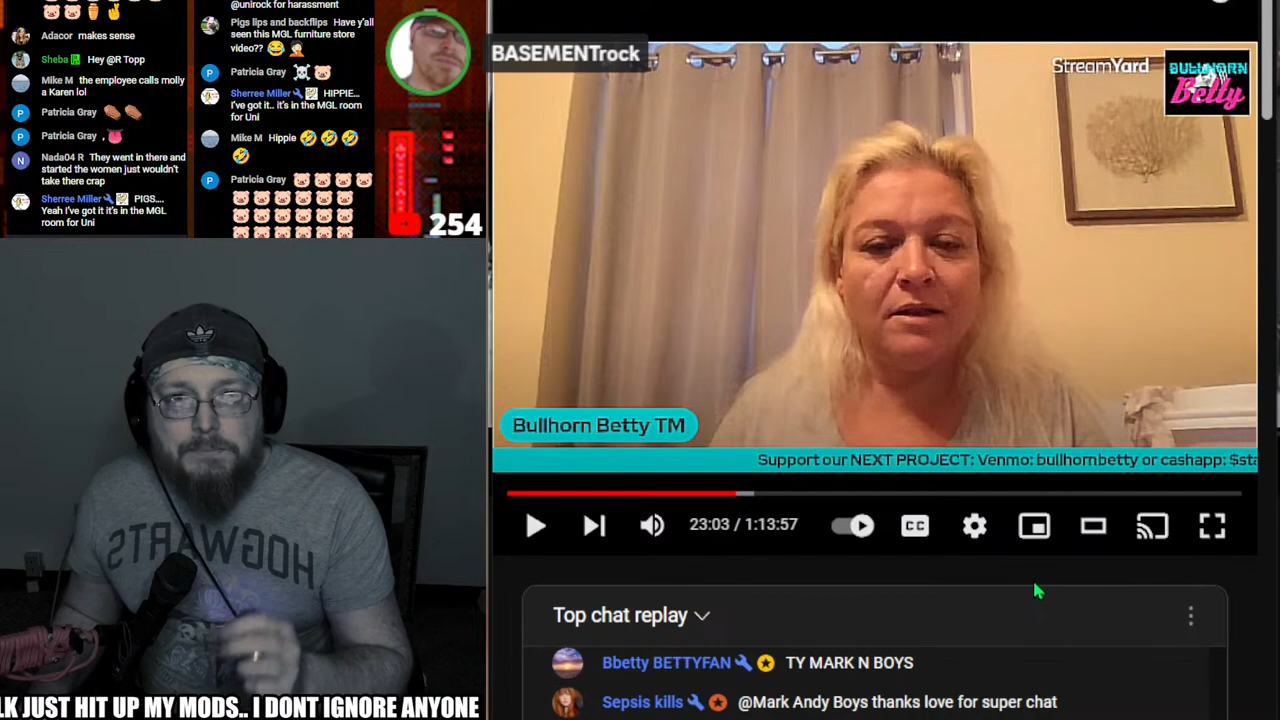 @unirock for harassment
Adacor makes sense
Sheba Hey @R Topp
Mike M the employee calls molly
a Karen lol
Patricia Gray
Patricia Gray ,
Nada04 R They went in there and
started the women just wouldn't
take there crap
Sherree Miller PIGS....
Yeah I've got it it's in the MGL
room for Uni
Pigs lips and backflips Have y'all
seen this MGL furniture store
video??
Patricia Gray
Sherree Miller HIPPIE...
I've got it.. it's in the MGL room
for Uni
Mike M Hippie
Patricia Gray
254
BASEMENTrock
StreamYard
BULLHORN
Betty
Bullhorn Betty TM
Support our NEXT PROJECT: Venmo: bullhornbetty or cashapp: $sta
23:03 / 1:13:57
CC
Top chat replay
Bbetty BETTYFAN TY MARK N BOYS
Sepsis kills @Mark Andy Boys thanks love for super chat
HOGWARTS
LK JUST HIT UP MY MODS.. I DONT IGNORE ANYONE